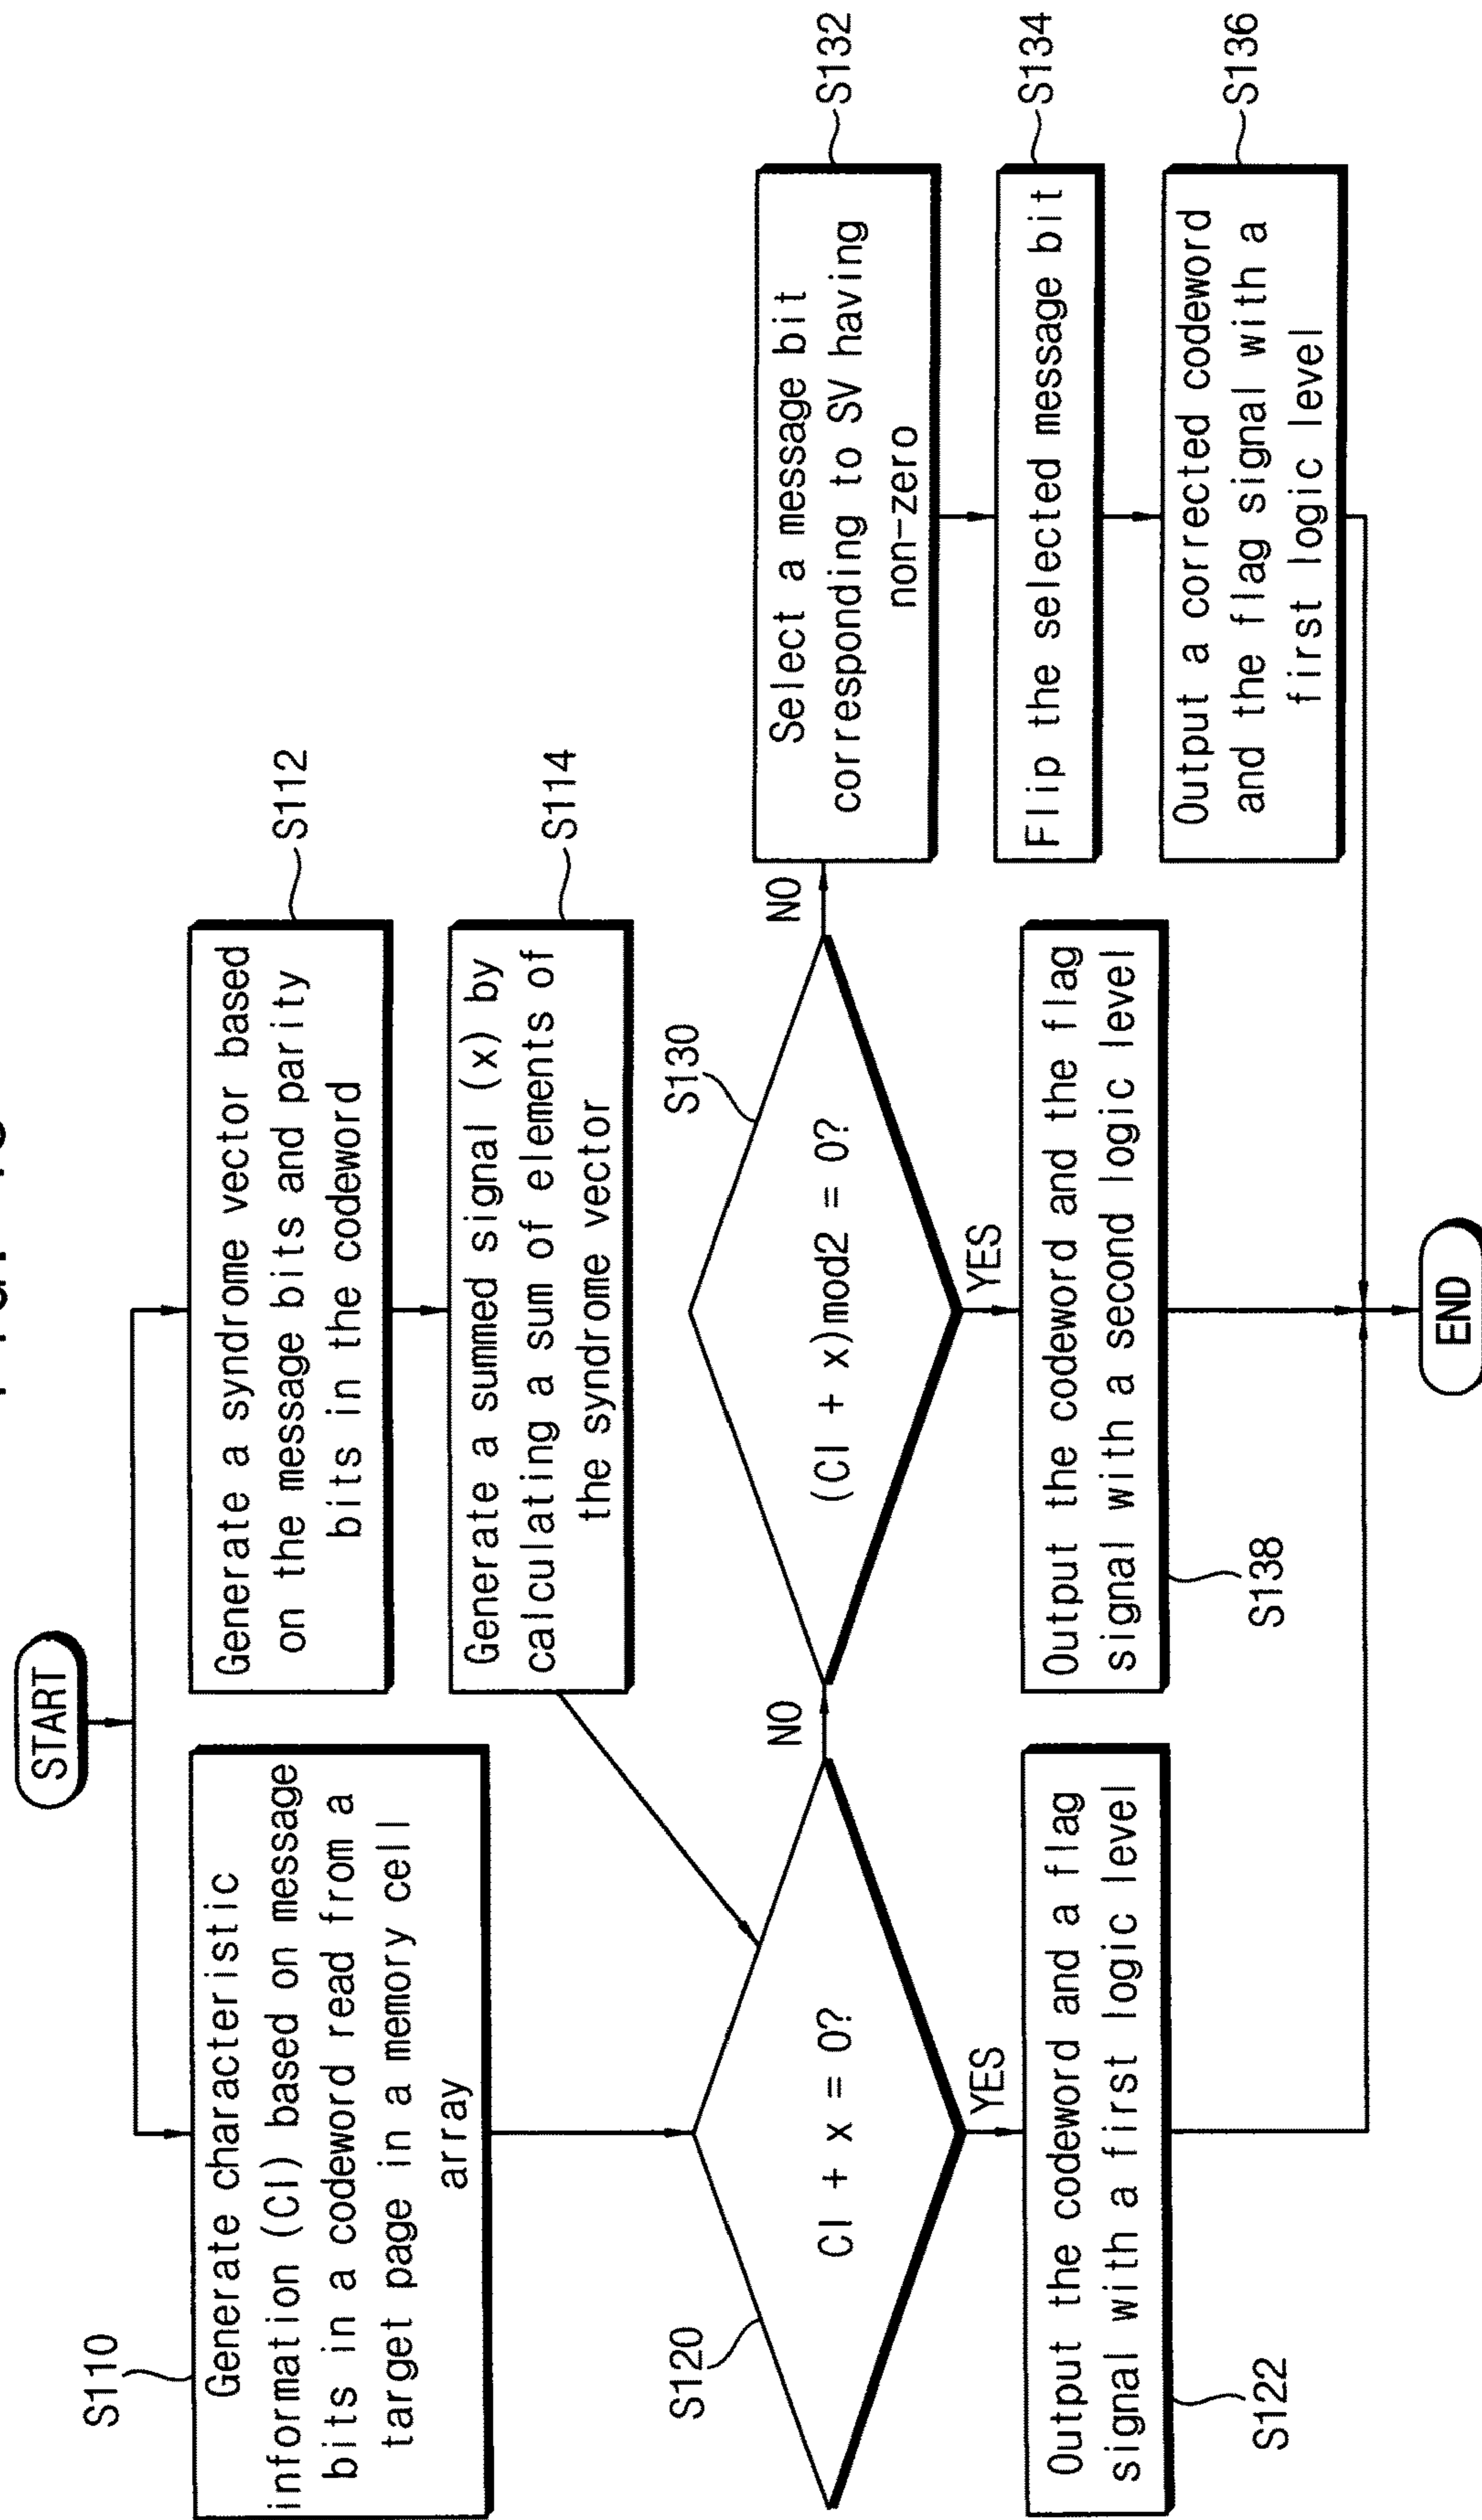 START
S110
Generate characteristic
information (CI) based on message
bits in a codeword read from a
target page in a memory cell
array
S112
Generate a syndrome vector based
on the message bits and parity
bits in the codeword
S114
Generate a summed signal (x) by
calculating a sum of elements of
the syndrome vector
S120
CI + x = 0?
NO
YES
S130
(CI + x)mod2 = 0?
NO
YES
S132
Select a message bit
corresponding to SV having
non-zero
S134
Flip the selected message bit
S136
Output a corrected codeword
and the flag signal with a
first logic level
Output the codeword and a flag
signal with a first logic level
S122
Output the codeword and the flag
signal with a second logic level
S138
END